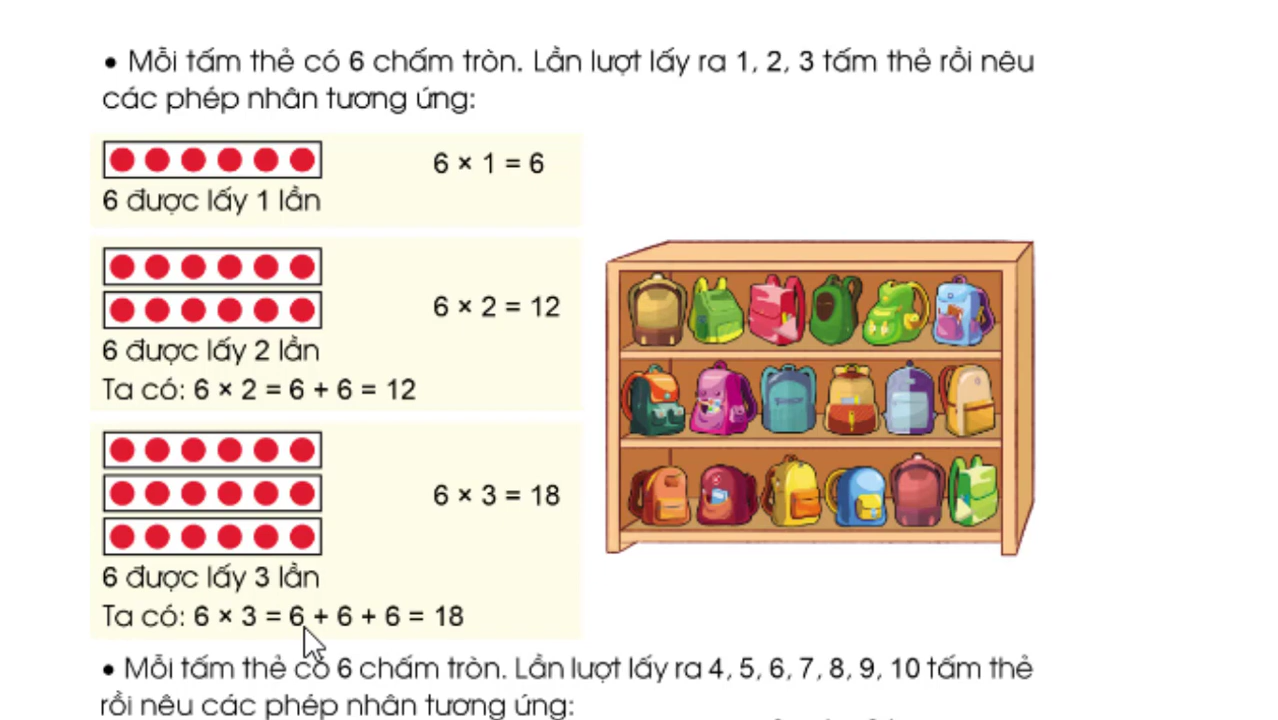 • Mỗi tấm thẻ có 6 chấm tròn. Lần lượt lấy ra 1, 2, 3 tấm thẻ rồi nêu
các phép nhân tương ứng:
6 × 1 = 6
6 được lấy 1 lần
6 × 2 = 12
6 được lấy 2 lần
Ta có: 6 × 2 = 6 + 6 = 12
6 × 3 = 18
6 được lấy 3 lần
Ta có: 6 × 3 = 6 + 6 + 6 = 18
• Mỗi tấm thẻ có 6 chấm tròn. Lần lượt lấy ra 4, 5, 6, 7, 8, 9, 10 tấm thẻ
rồi nêu các phép nhân tương ứng: